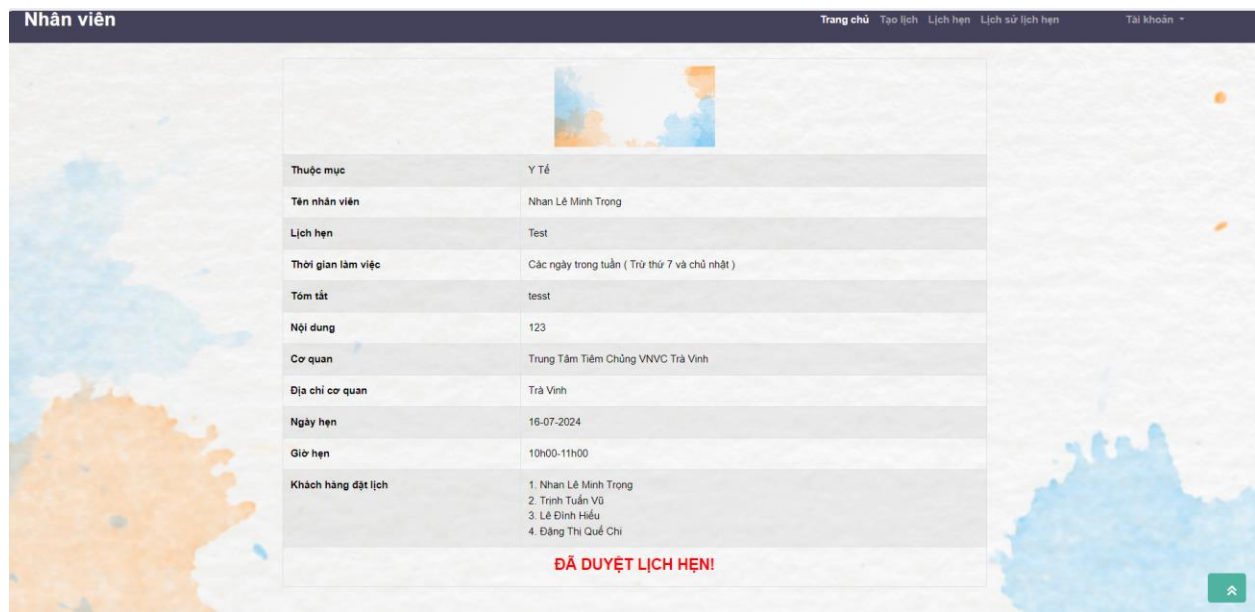 Nhân viên
Trang chủ Tạo lịch Lịch hẹn Lịch sử lịch hẹn Tài khoản
Thuộc mục Y Tế
Tên nhân viên Nhan Lê Minh Trọng
Lịch hẹn Test
Thời gian làm việc Các ngày trong tuần ( Trừ thứ 7 và chủ nhật )
Tóm tắt tesst
Nội dung 123
Cơ quan Trung Tâm Tiêm Chủng VNVC Trà Vinh
Địa chỉ cơ quan Trà Vinh
Ngày hẹn 16-07-2024
Giờ hẹn 10h00-11h00
Khách hàng đặt lịch 1. Nhan Lê Minh Trọng
2. Trịnh Tuấn Vũ
3. Lê Đình Hiếu
4. Đặng Thị Quế Chi
ĐÃ DUYỆT LỊCH HẸN!